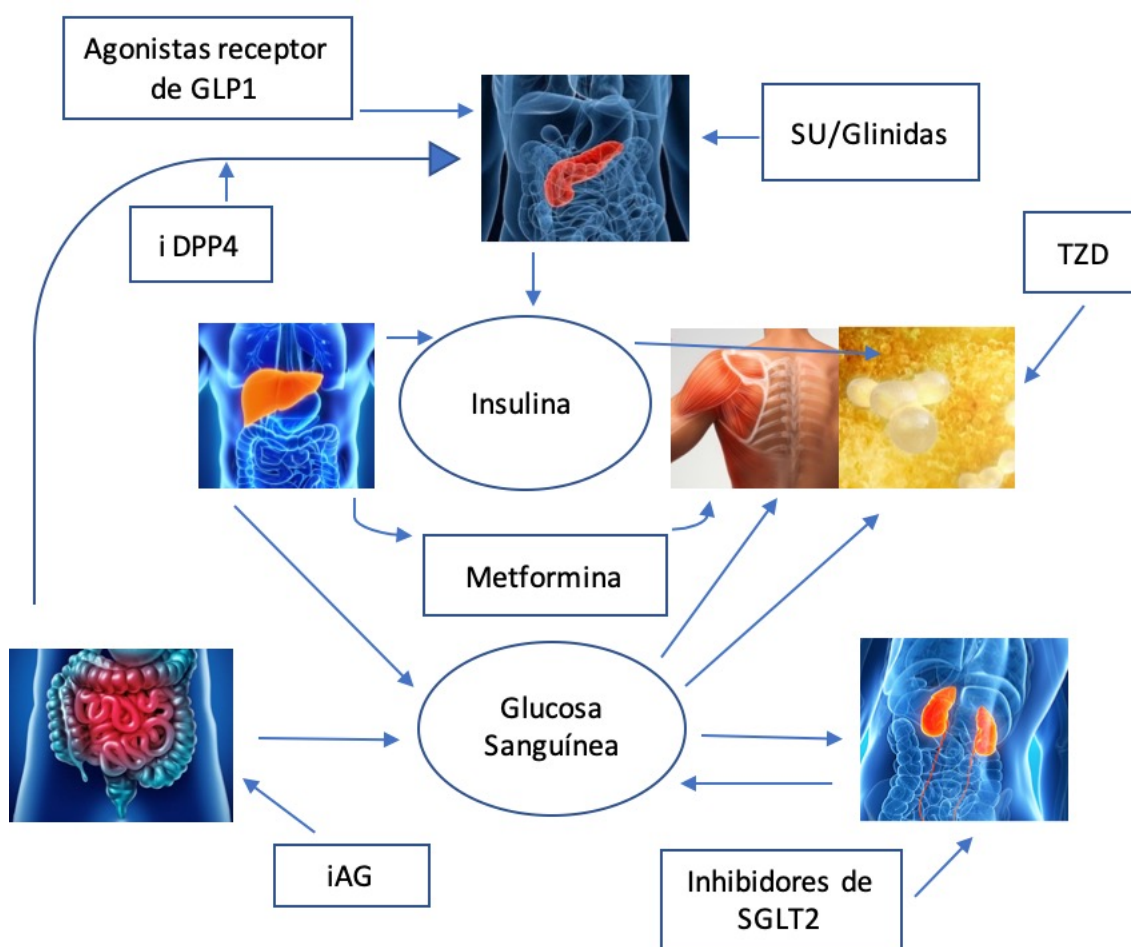 Agonistas receptor
de GLP1
SU/Glinidas
i DPP4
TZD
Insulina
Metformina
Glucosa
Sanguínea
iAG
Inhibidores de
SGLT2